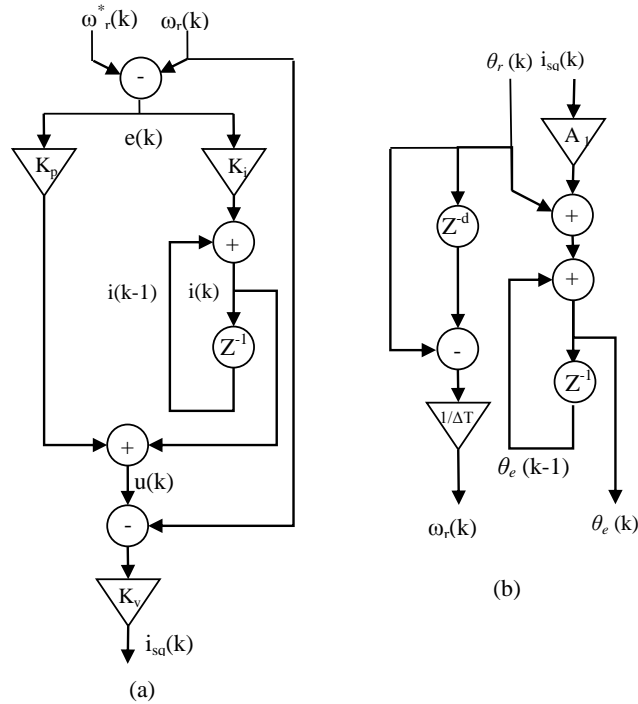 ω*r(k)
ωr(k)
-
e(k)
Kp
Ki
+
i(k-1)
i(k)
Z-1
+
u(k)
-
Kv
isq(k)
(a)
θr (k)
isq(k)
A1
Z-d
+
+
-
Z-1
1/ΔT
θe (k-1)
ωr(k)
θe (k)
(b)